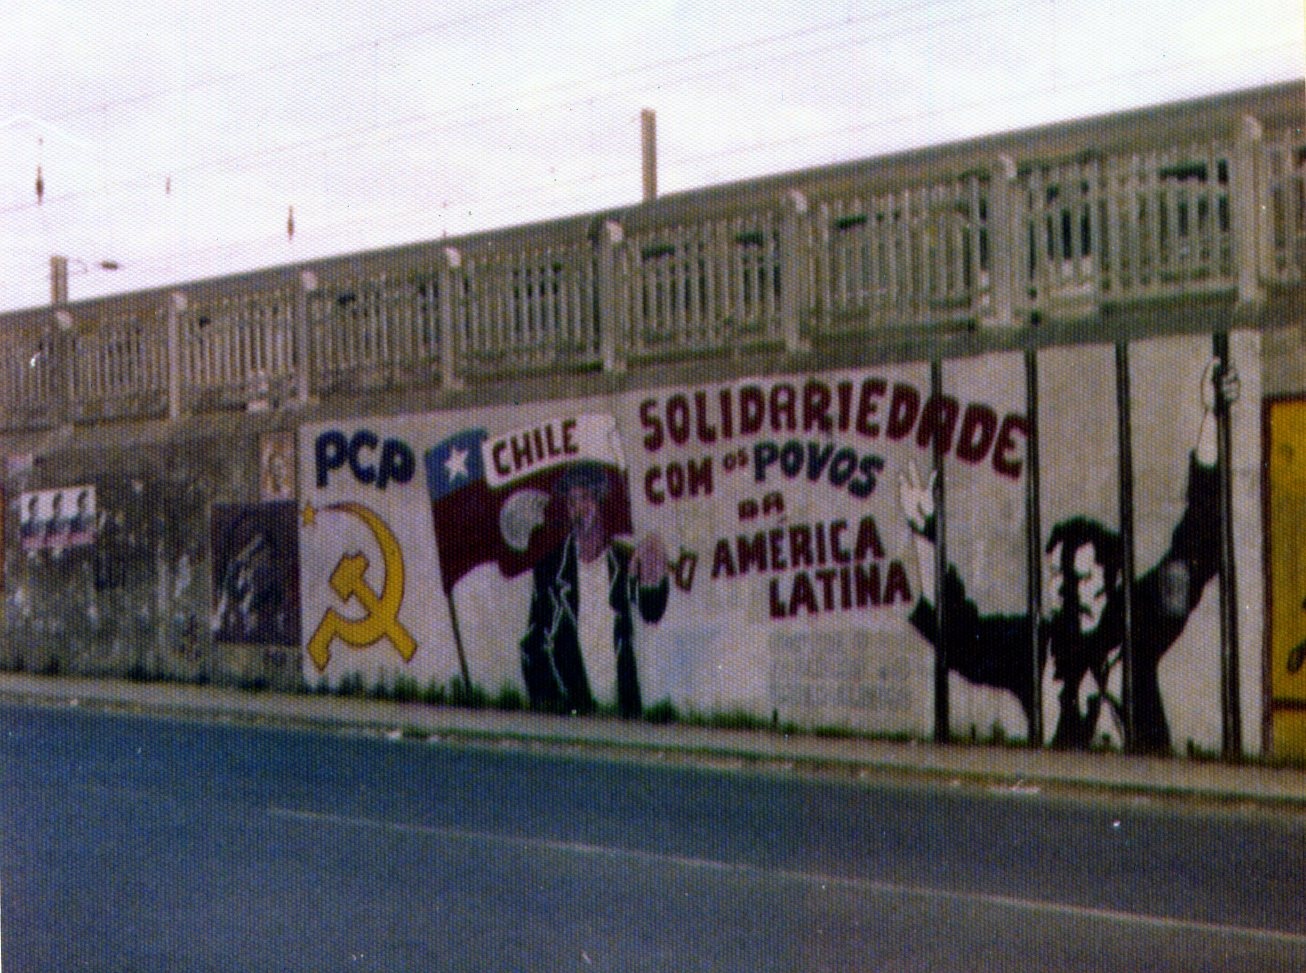 PCP
CHILE
SOLIDARIEDADE
COM OS POVOS
DA
AMÉRICA
LATINA